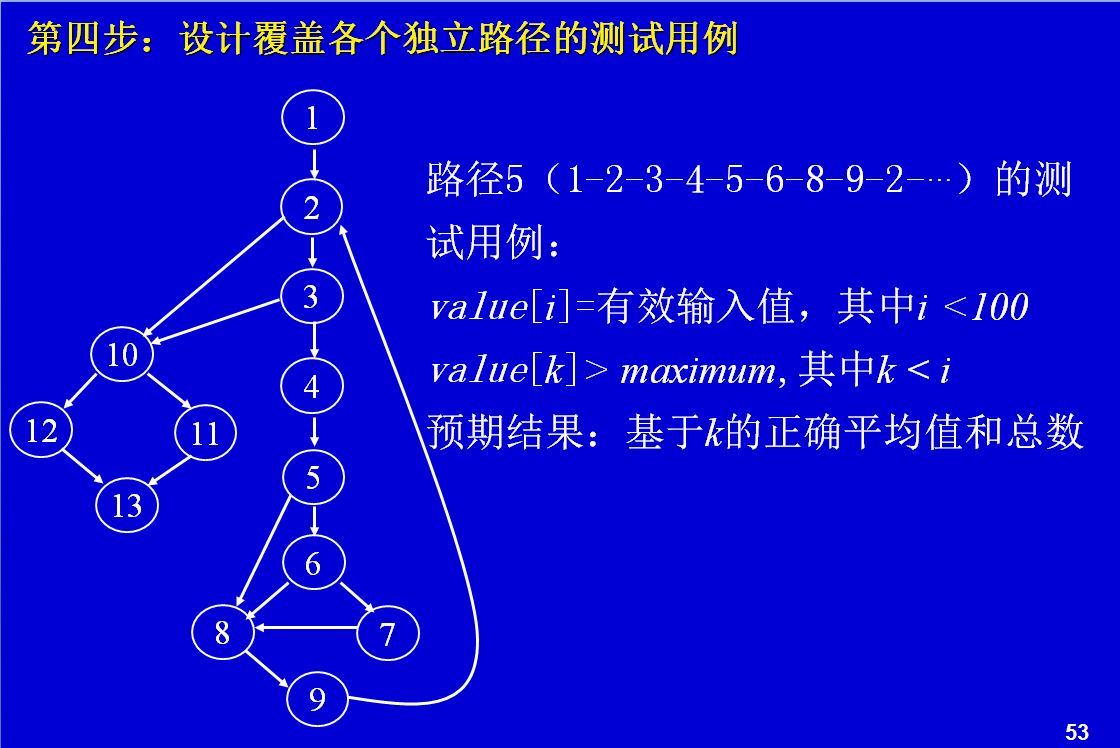 第四步：设计覆盖各个独立路径的测试用例
1
2
3
10
4
12
11
5
13
6
8
7
9
路径5（1-2-3-4-5-6-8-9-2-…）的测
试用例：
value[i]=有效输入值，其中i <100
value[k]> maximum, 其中k < i
预期结果：基于k的正确平均值和总数
53